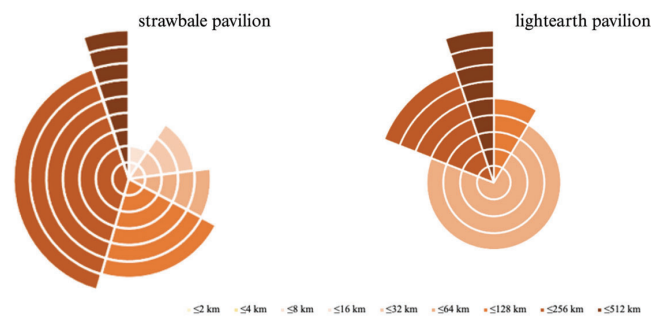 strawbale pavilion
lightearth pavilion
≤2 km ≤4 km ≤8 km ≤16 km ≤32 km ≤64 km ≤128 km ≤256 km ≤512 km